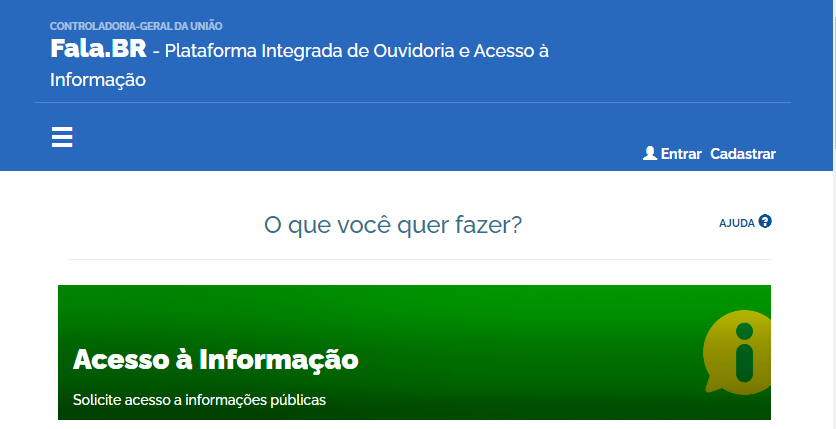 CONTROLADORIA-GERAL DA UNIÃO
Fala.BR - Plataforma Integrada de Ouvidoria e Acesso à
Informação
Entrar Cadastrar
O que você quer fazer?
AJUDA ?
Acesso à Informação
i
Solicite acesso a informações públicas